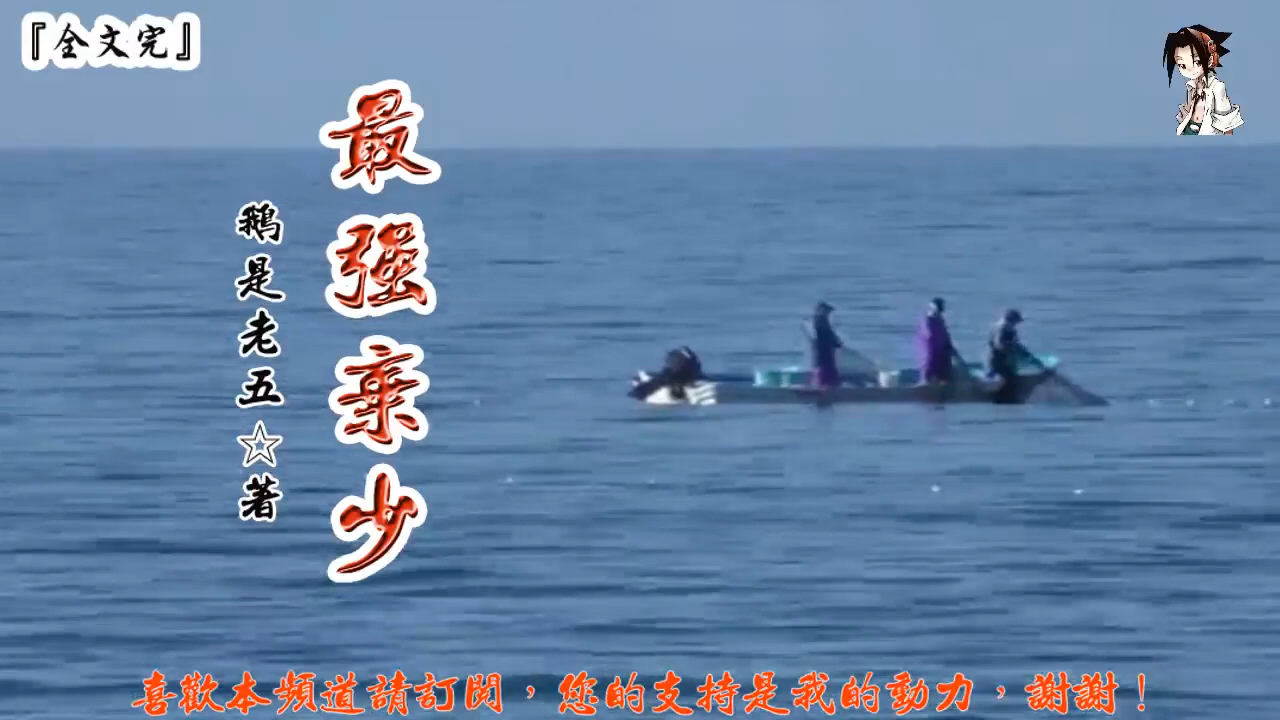 『全文完』
最强棄少
鵝是老五☆著
喜歡本頻道請訂閱，您的支持是我的動力，謝謝！